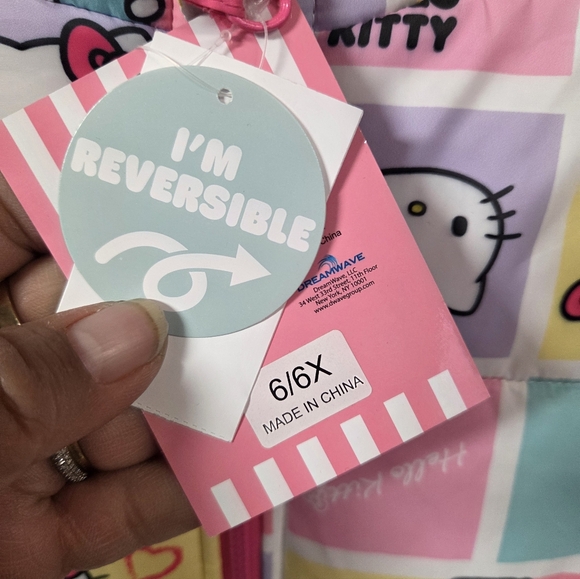 KITTY
I'M
REVERSIBLE
China
DREAMWAVE
DreamWave, LLC
34 West 33rd Street, 11th Floor
New York, NY 10001
www.dwavegroup.com
6/6X
MADE IN CHINA
Hello Kitty